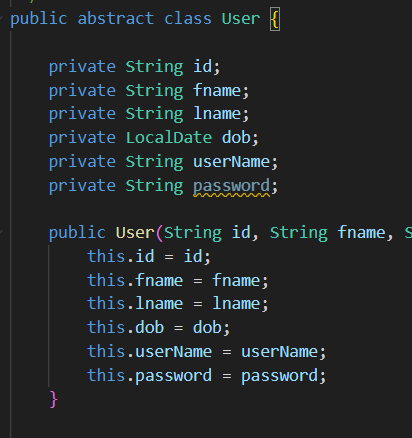 public abstract class User {
private String id;
private String fname;
private String lname;
private LocalDate dob;
private String userName;
private String password;
public User(String id, String fname, S
this.id = id;
this.fname = fname;
this.lname = lname;
this.dob = dob;
this.userName = userName;
this.password = password;
}